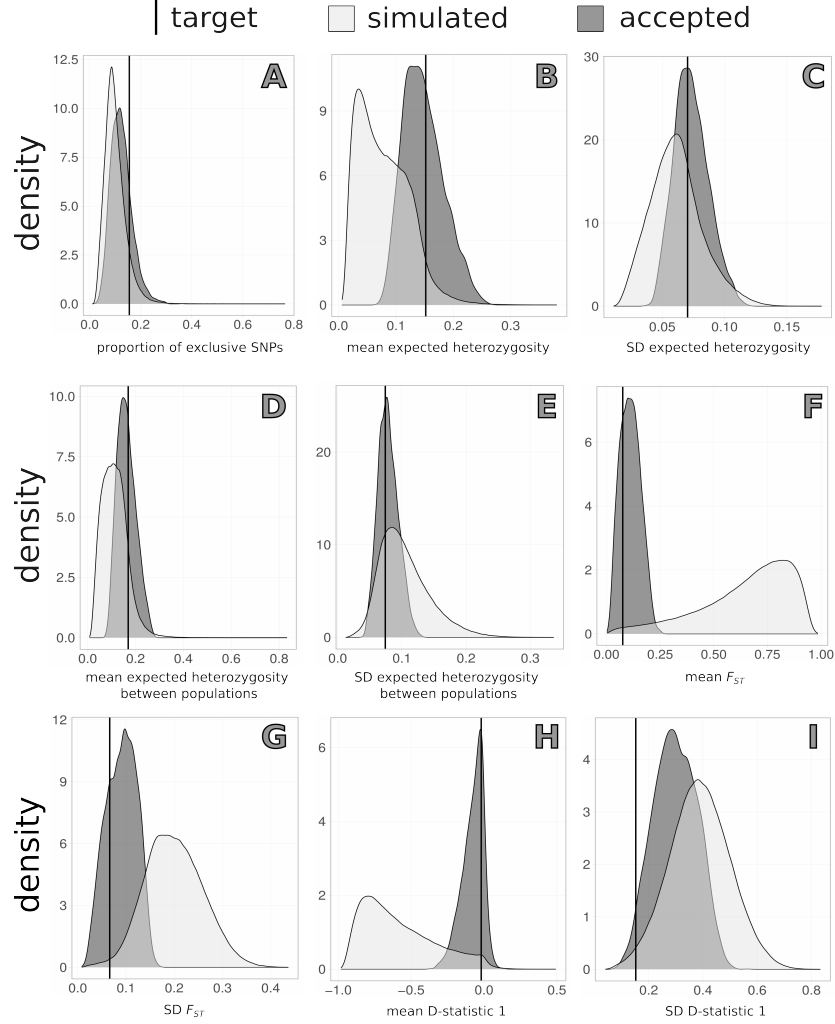 target simulated accepted
A
B
C
density
12.5
10.0
7.5
5.0
2.5
0.0
0.0 0.2 0.4 0.6 0.8
proportion of exclusive SNPs
9
6
3
0
0.0 0.1 0.2 0.3
mean expected heterozygosity
30
20
10
0
0.05 0.10 0.15
SD expected heterozygosity
D
E
F
density
10.0
7.5
5.0
2.5
0.0
0.0 0.2 0.4 0.6 0.8
mean expected heterozygosity
between populations
20
10
0
0.0 0.1 0.2 0.3
SD expected heterozygosity
between populations
6
4
2
0
0.00 0.25 0.50 0.75 1.00
mean FST
G
H
I
density
12
9
6
3
0
0.0 0.1 0.2 0.3 0.4
SD FST
6
4
2
0
−1.0 −0.5 0.0 0.5
mean D-statistic 1
4
3
2
1
0
0.2 0.4 0.6 0.8
SD D-statistic 1